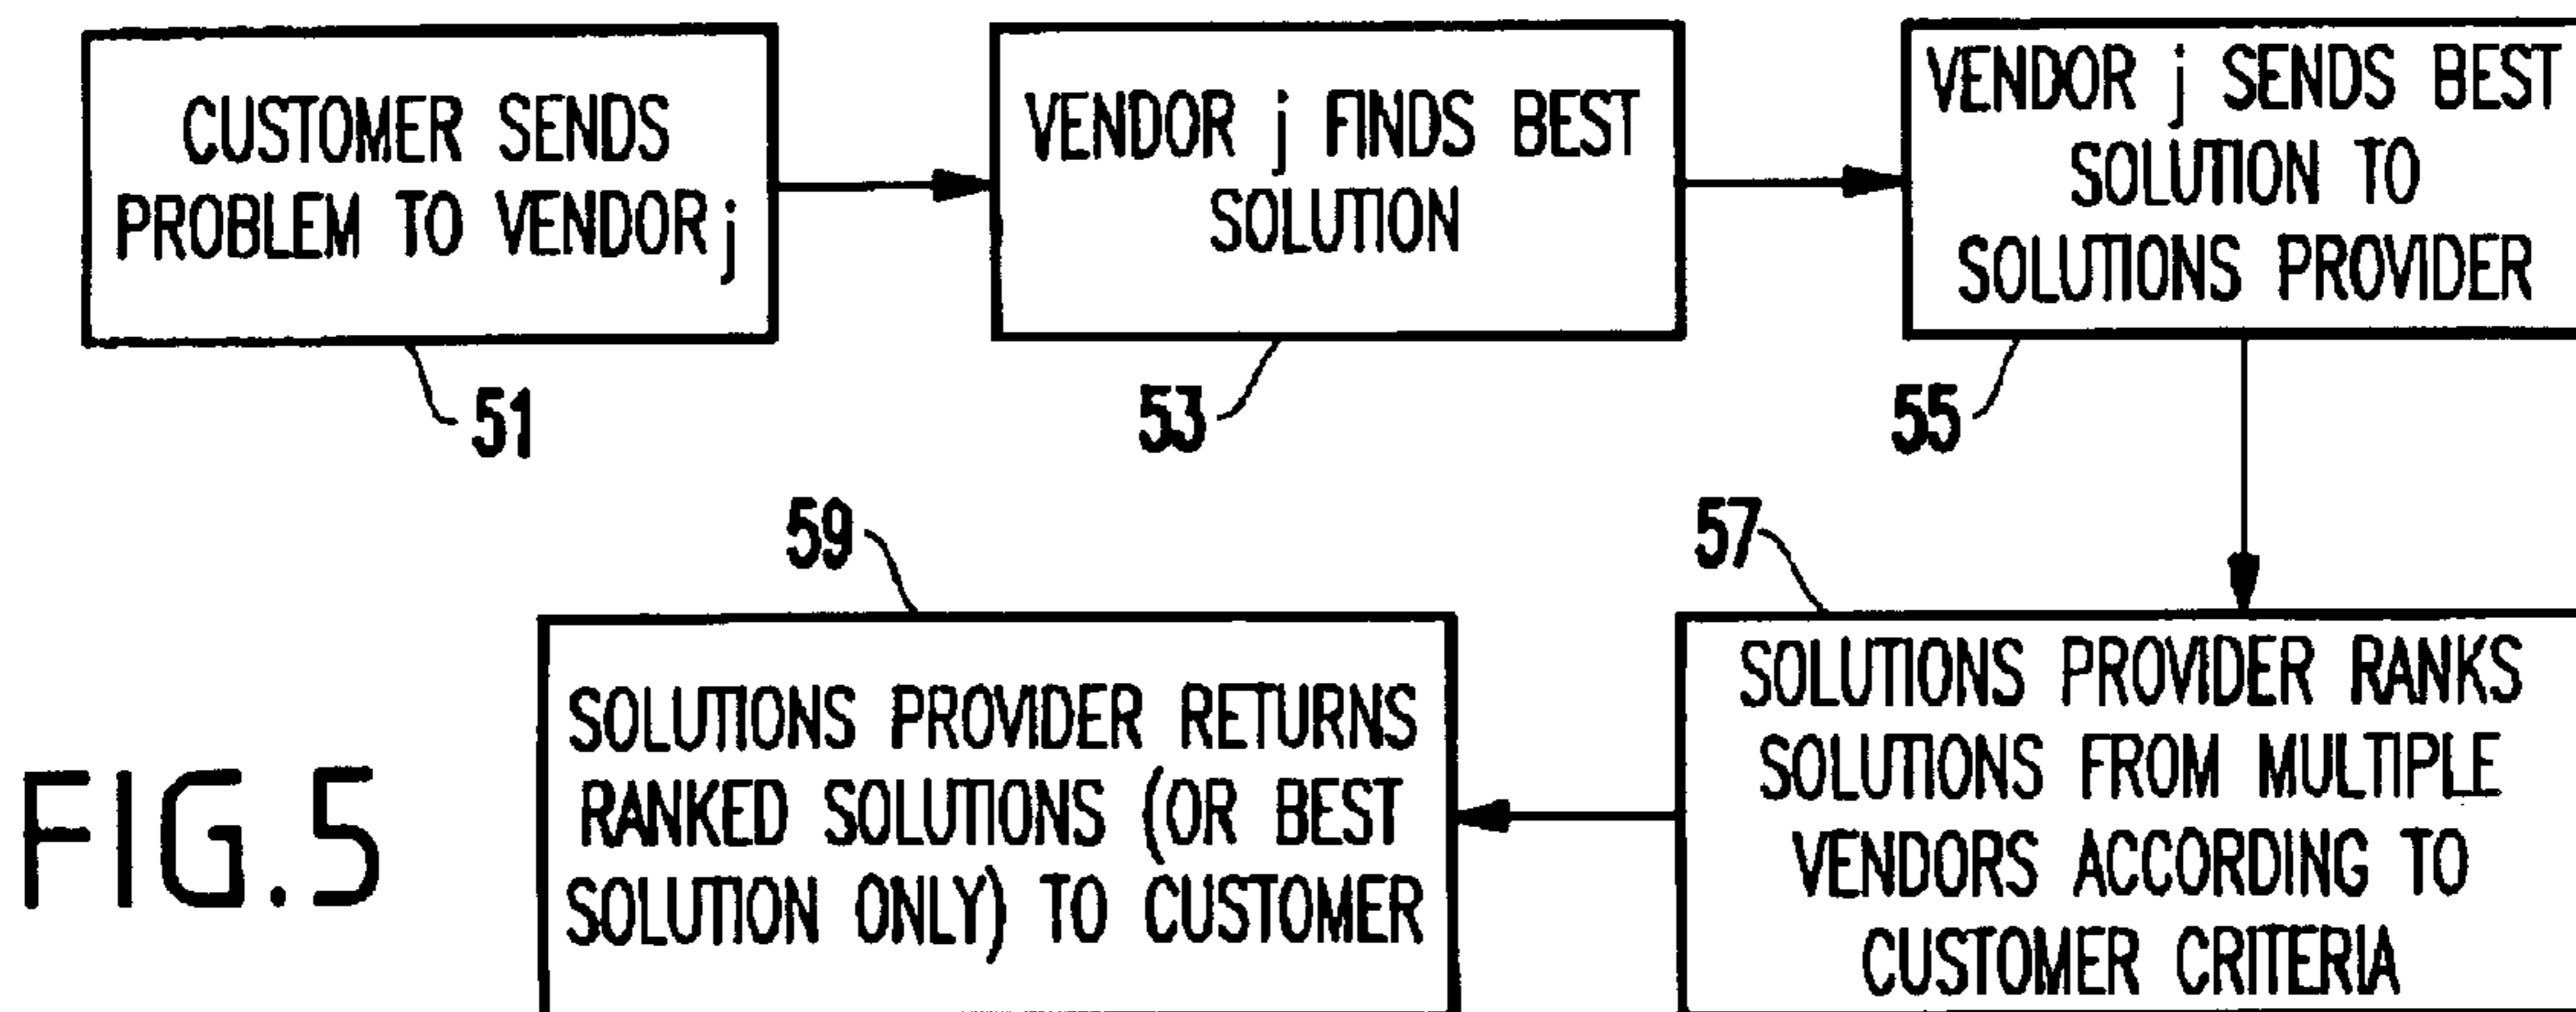 CUSTOMER SENDS
PROBLEM TO VENDOR j
51
VENDOR j FINDS BEST
SOLUTION
53
VENDOR j SENDS BEST
SOLUTION TO
SOLUTIONS PROVIDER
55
57
SOLUTIONS PROVIDER RANKS
SOLUTIONS FROM MULTIPLE
VENDORS ACCORDING TO
CUSTOMER CRITERIA
59
SOLUTIONS PROVIDER RETURNS
RANKED SOLUTIONS (OR BEST
SOLUTION ONLY) TO CUSTOMER
FIG.5